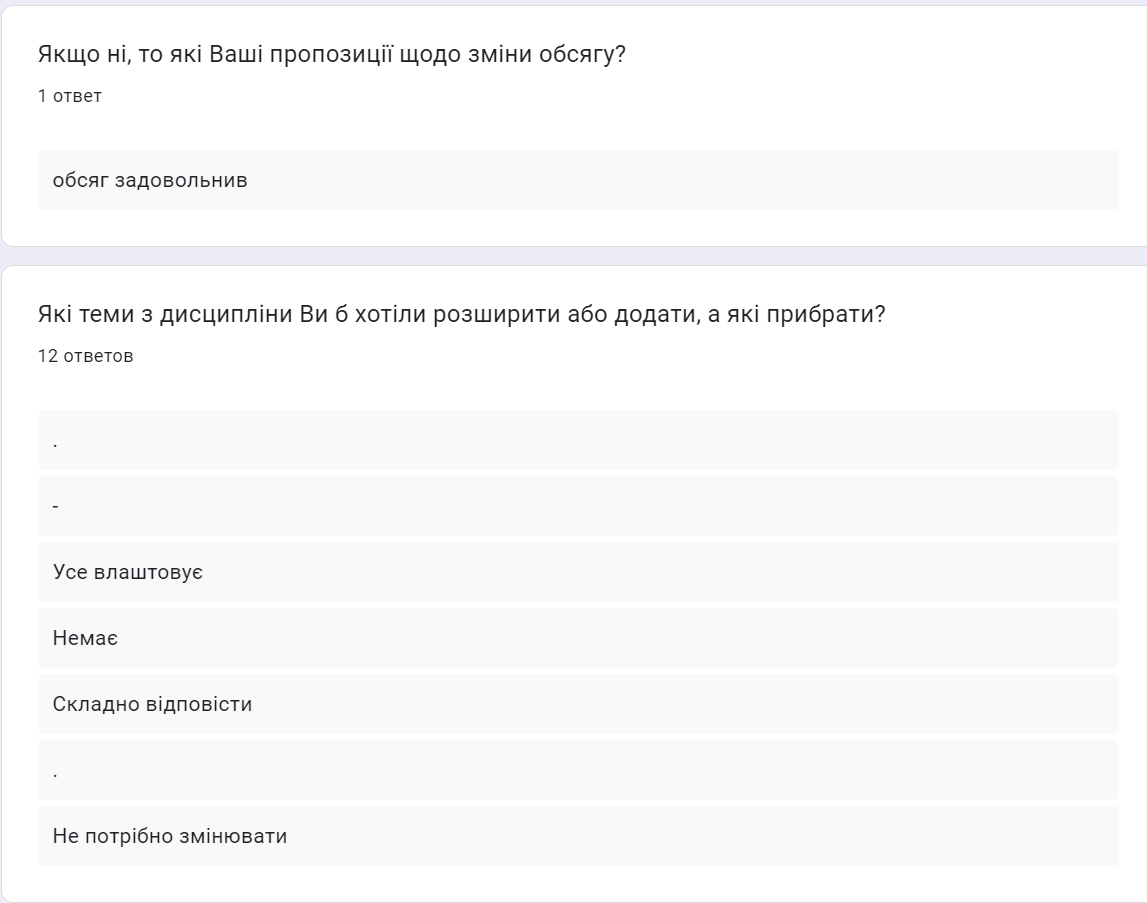 Якщо ні, то які Ваші пропозиції щодо зміни обсягу?
1 ответ
обсяг задовольнив
Які теми з дисципліни Ви б хотіли розширити або додати, а які прибрати?
12 ответов
.
-
Усе влаштовує
Немає
Складно відповісти
.
Не потрібно змінювати